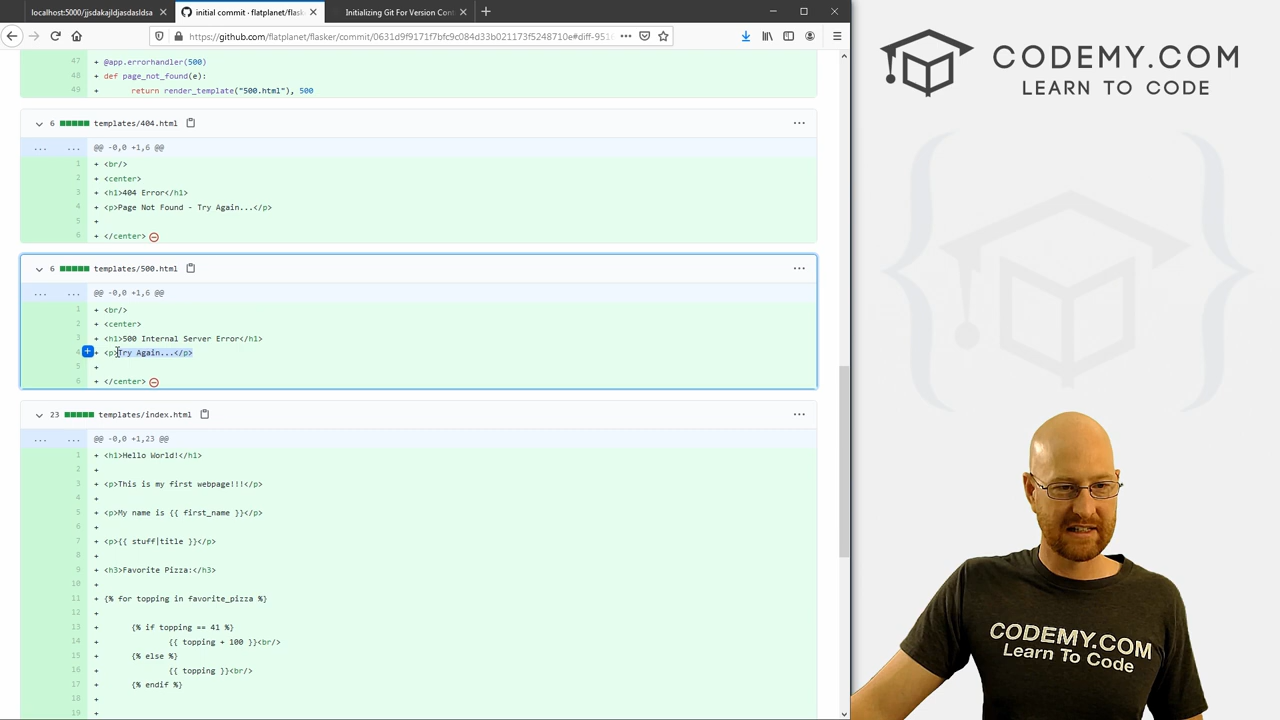 localhost:5000/jjsdakajldjasdasldsa
initial commit · flatplanet/flask
Initializing Git For Version Cont
https://github.com/flatplanet/flasker/commit/0631d9f9171f7bfc9c084d33b021173f5248710e#diff-951
47 + @app.errorhandler(500)
48 + def page_not_found(e):
49 + return render_template("500.html"), 500
6 templates/404.html
@@ -0,0 +1,6 @@
1 + <br/>
2 + <center>
3 + <h1>404 Error</h1>
4 + <p>Page Not Found - Try Again...</p>
5 +
6 + </center>
6 templates/500.html
@@ -0,0 +1,6 @@
1 + <br/>
2 + <center>
3 + <h1>500 Internal Server Error</h1>
4 + <p>Try Again...</p>
5 +
6 + </center>
23 templates/index.html
@@ -0,0 +1,23 @@
1 + <h1>Hello World!</h1>
2 +
3 + <p>This is my first webpage!!!</p>
4 +
5 + <p>My name is {{ first_name }}</p>
6 +
7 + <p>{{ stuff|title }}</p>
8 +
9 + <h3>Favorite Pizza:</h3>
10 +
11 + {% for topping in favorite_pizza %}
12 +
13 + {% if topping == 41 %}
14 + {{ topping + 100 }}<br/>
15 + {% else %}
16 + {{ topping }}<br/>
17 + {% endif %}
18 +
19 +
CODEMY.COM
LEARN TO CODE
CODEMY.COM
Learn To Code